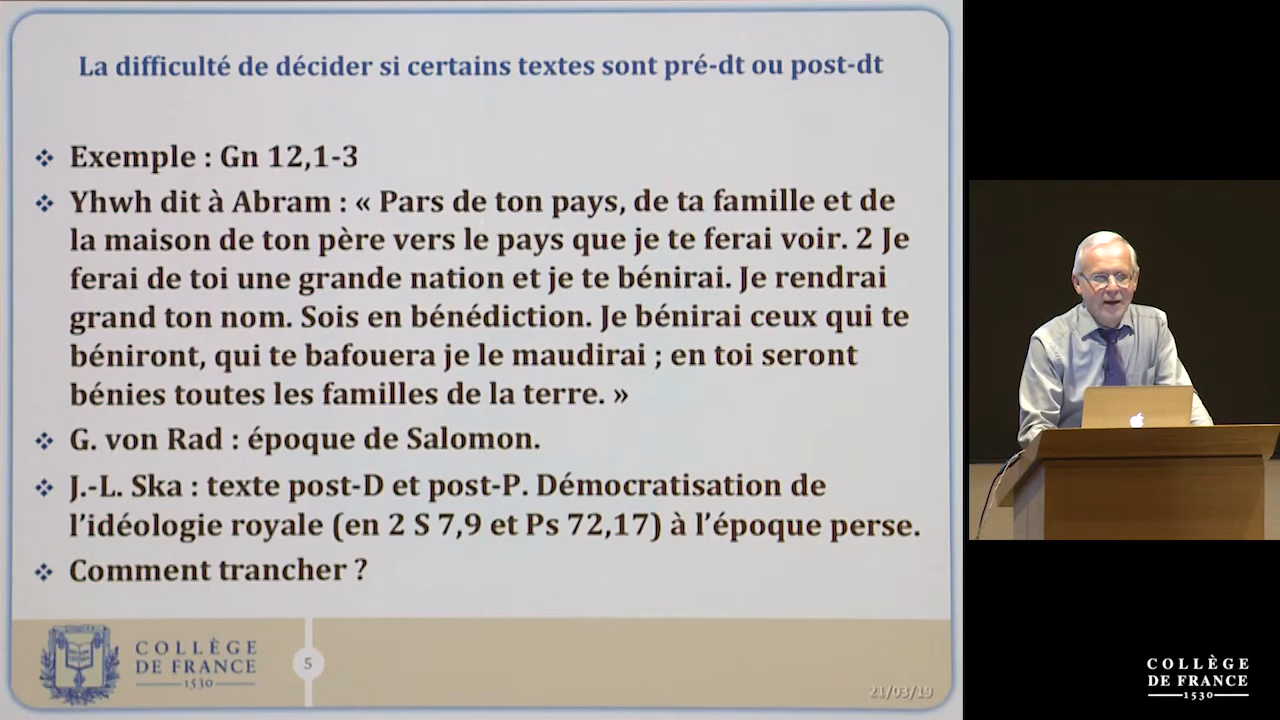 La difficulté de décider si certains textes sont pré-dt ou post-dt
Exemple : Gn 12,1-3
Yhwh dit à Abram : « Pars de ton pays, de ta famille et de
la maison de ton père vers le pays que je te ferai voir. 2 Je
ferai de toi une grande nation et je te bénirai. Je rendrai
grand ton nom. Sois en bénédiction. Je bénirai ceux qui te
béniront, qui te bafouera je le maudirai ; en toi seront
bénies toutes les familles de la terre. »
G. von Rad : époque de Salomon.
J.-L. Ska : texte post-D et post-P. Démocratisation de
l'idéologie royale (en 2 S 7,9 et Ps 72,17) à l'époque perse.
Comment trancher ?
COLLÈGE
DE FRANCE
1530
5
21/03/19
COLLÈGE
DE FRANCE
1530